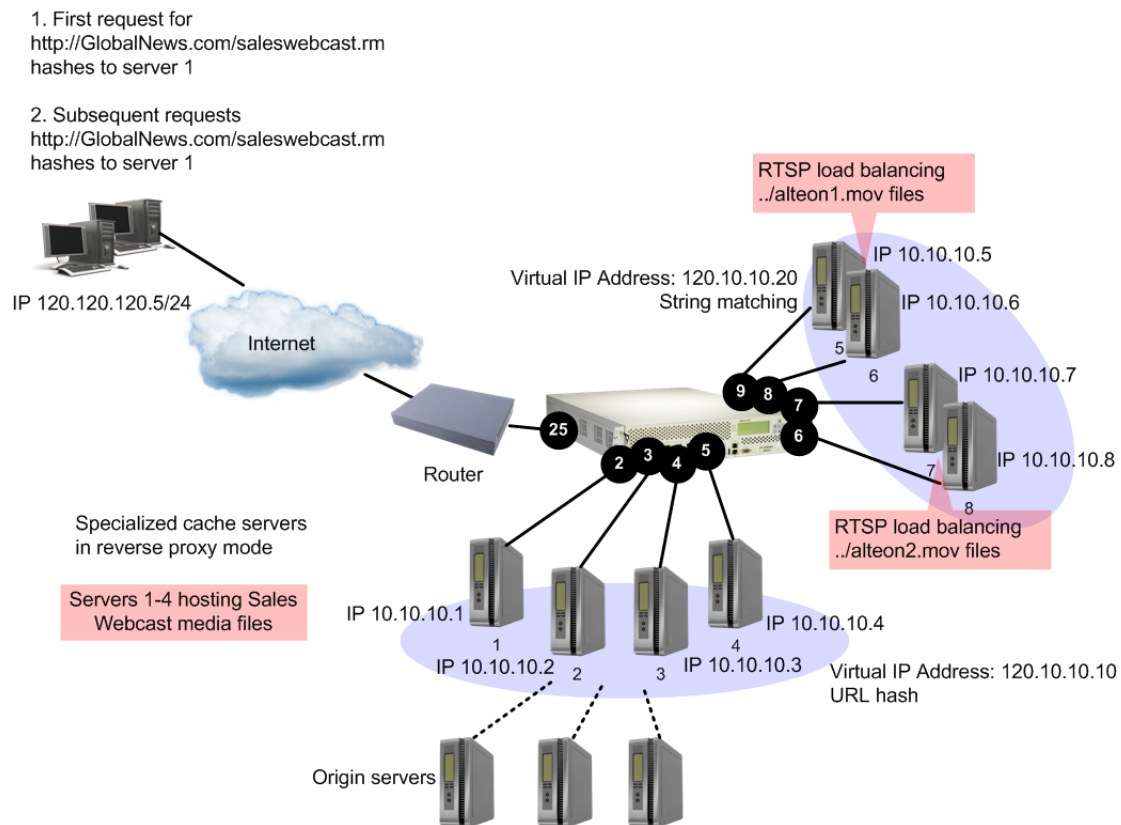 1. First request for
http://GlobalNews.com/saleswebcast.rm
hashes to server 1
2. Subsequent requests
http://GlobalNews.com/saleswebcast.rm
hashes to server 1
RTSP load balancing
../alteon1.mov files
IP 10.10.10.5
Virtual IP Address: 120.10.10.20
String matching
IP 120.120.120.5/24
IP 10.10.10.6
Internet
5
6
IP 10.10.10.7
9
8
7
6
25
Router
2
3
4
5
IP 10.10.10.8
7
8
Specialized cache servers
in reverse proxy mode
RTSP load balancing
../alteon2.mov files
Servers 1-4 hosting Sales
Webcast media files
IP 10.10.10.1
1
IP 10.10.10.2
2
3
IP 10.10.10.3
4
IP 10.10.10.4
Virtual IP Address: 120.10.10.10
URL hash
Origin servers